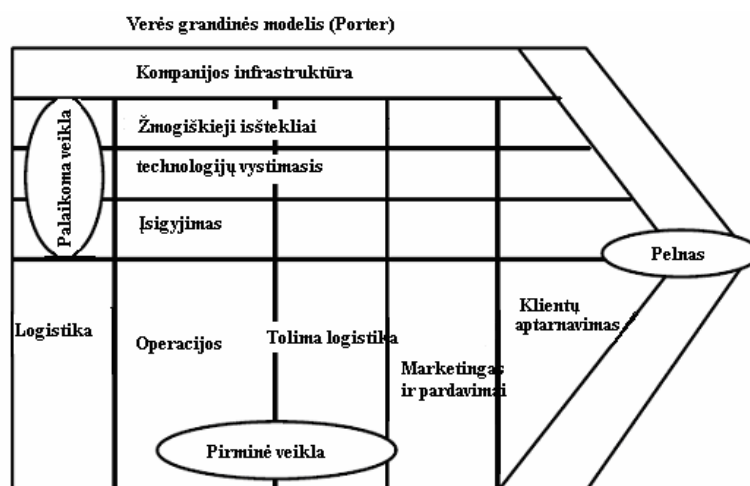 Verės grandinės modelis (Porter)
Kompanijos infrastruktūra
Žmogiškieji isštekliai
technologijų vystimasis
Įsigyjimas
Palaikoma veikla
Pelnas
Logistika
Operacijos
Tolima logistika
Marketingas
ir pardavimai
Klientų
aptarnavimas
Pirminė veikla